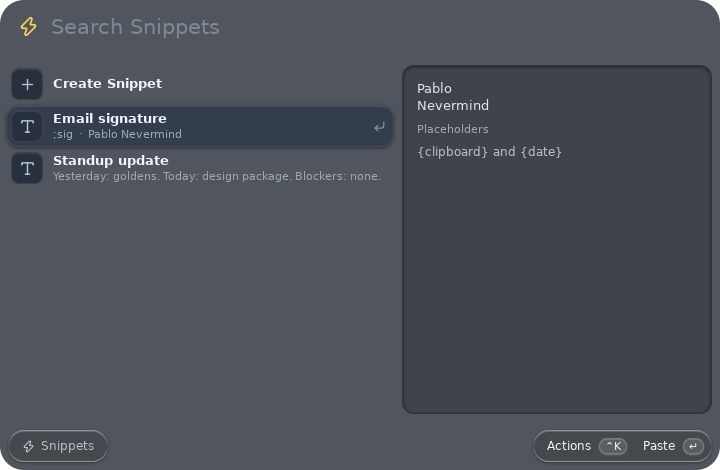 Search Snippets
Create Snippet
Email signature
;sig · Pablo Nevermind
Standup update
Yesterday: goldens. Today: design package. Blockers: none.
Pablo
Nevermind
Placeholders
{clipboard} and {date}
Snippets
Actions ^K Paste ↵